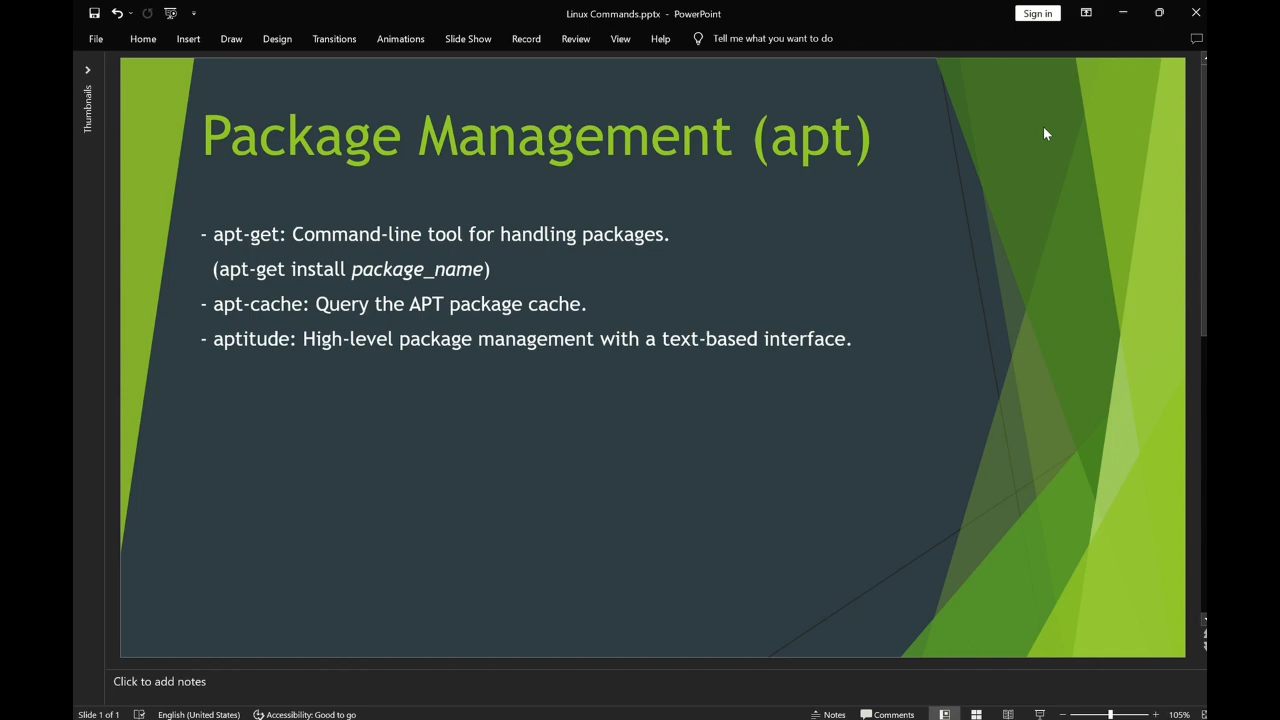 Linux Commands.pptx - PowerPoint
Sign in
File Home Insert Draw Design Transitions Animations Slide Show Record Review View Help Tell me what you want to do
Thumbnails
Package Management (apt)
- apt-get: Command-line tool for handling packages.
(apt-get install package_name)
- apt-cache: Query the APT package cache.
- aptitude: High-level package management with a text-based interface.
Click to add notes
Slide 1 of 1 English (United States) Accessibility: Good to go Notes Comments 105%